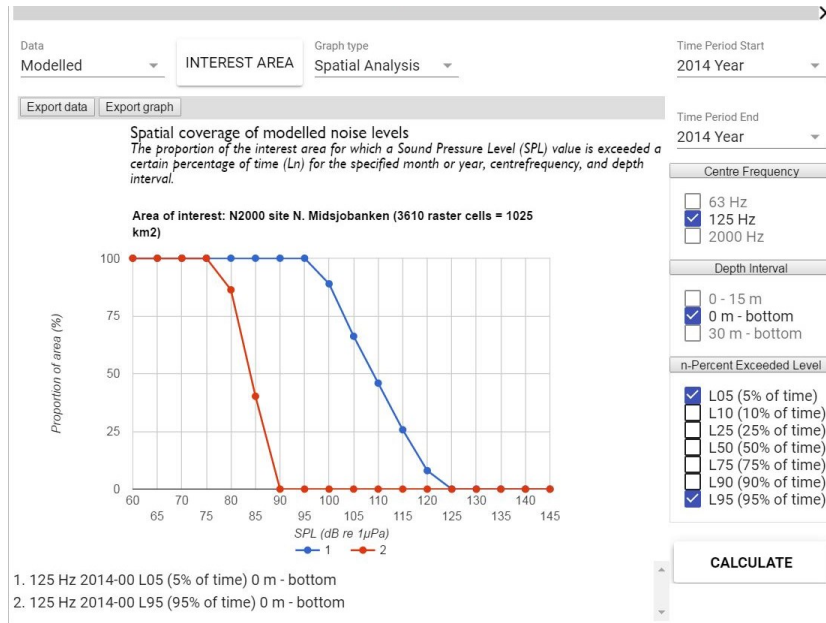 Data
Modelled
INTEREST AREA
Graph type
Spatial Analysis
Time Period Start
2014 Year
Export data
Export graph
Time Period End
2014 Year
Spatial coverage of modelled noise levels
The proportion of the interest area for which a Sound Pressure Level (SPL) value is exceeded a
certain percentage of time (Ln) for the specified month or year, centrefrequency, and depth
interval.
Area of interest: N2000 site N. Midsjobanken (3610 raster cells = 1025
km2)
Proportion of area (%)
100
75
50
25
0
60 70 80 90 100 110 120 130 140
65 75 85 95 105 115 125 135 145
SPL (dB re 1µPa)
1 2
1. 125 Hz 2014-00 L05 (5% of time) 0 m - bottom
2. 125 Hz 2014-00 L95 (95% of time) 0 m - bottom
Centre Frequency
63 Hz
125 Hz
2000 Hz
Depth Interval
0 - 15 m
0 m - bottom
30 m - bottom
n-Percent Exceeded Level
L05 (5% of time)
L10 (10% of time)
L25 (25% of time)
L50 (50% of time)
L75 (75% of time)
L90 (90% of time)
L95 (95% of time)
CALCULATE